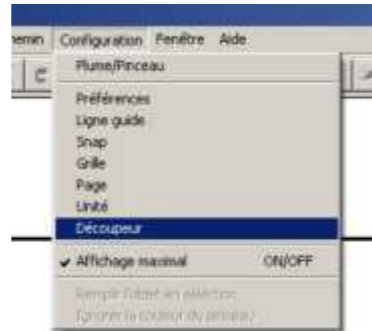 Configuration Fenêtre Aide
Plume/Pinceau
Préférences
Ligne guide
Snap
Grille
Page
Unité
Découpeur
✔ Affichage maximal ON/OFF
Remplir l'objet en sélection
Ignorer la couleur du pinceau